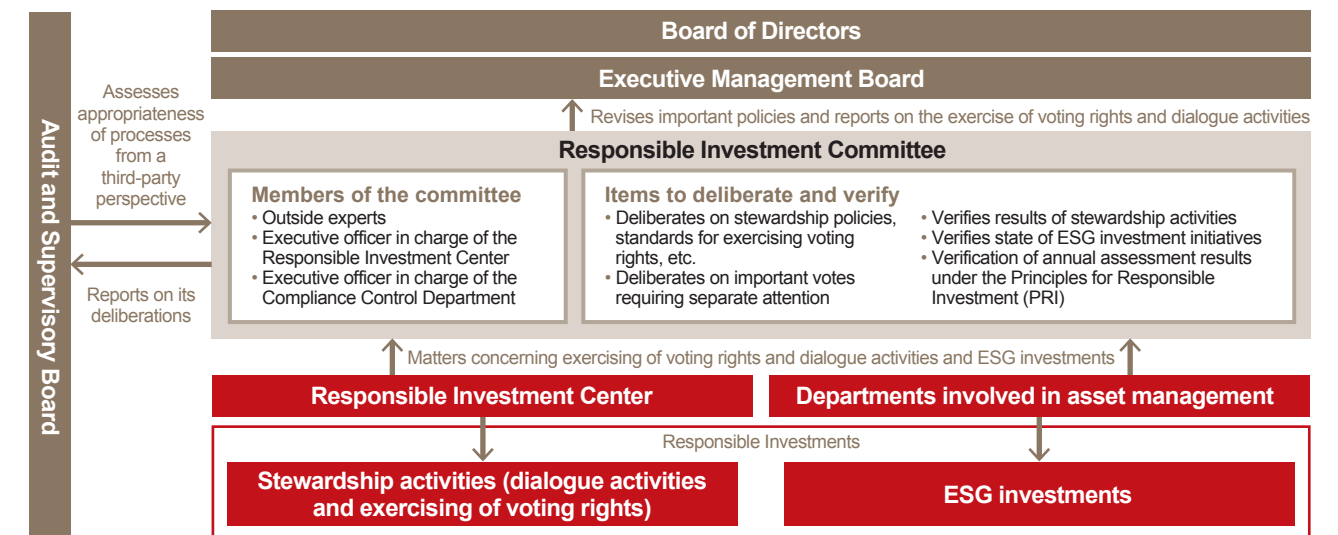 Board of Directors
Executive Management Board
Revises important policies and reports on the exercise of voting rights and dialogue activities
Audit and Supervisory Board
Assesses
appropriateness
of processes
from a
third-party
perspective
Reports on its
deliberations
Responsible Investment Committee
Members of the committee
• Outside experts
• Executive officer in charge of the
Responsible Investment Center
• Executive officer in charge of the
Compliance Control Department
Items to deliberate and verify
• Deliberates on stewardship policies,
standards for exercising voting
rights, etc.
• Deliberates on important votes
requiring separate attention
• Verifies results of stewardship activities
• Verifies state of ESG investment initiatives
• Verification of annual assessment results
under the Principles for Responsible
Investment (PRI)
Matters concerning exercising of voting rights and dialogue activities and ESG investments
Responsible Investment Center
Departments involved in asset management
Responsible Investments
Stewardship activities (dialogue activities
and exercising of voting rights)
ESG investments